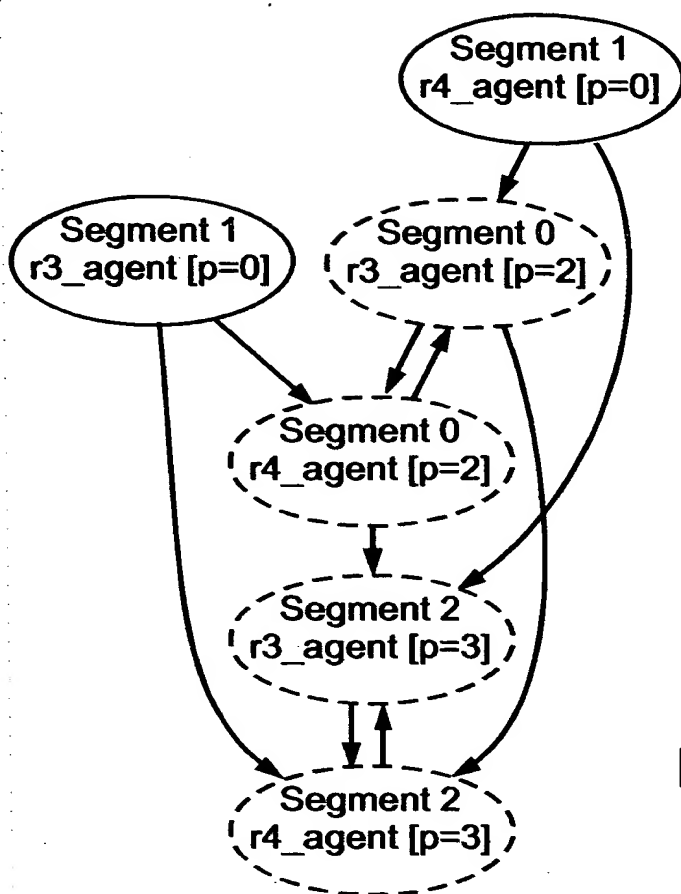 Segment 1
r4_agent [p=0]
Segment 1
r3_agent [p=0]
Segment 0
r3_agent [p=2]
Segment 0
r4_agent [p=2]
Segment 2
r3_agent [p=3]
Segment 2
r4_agent [p=3]